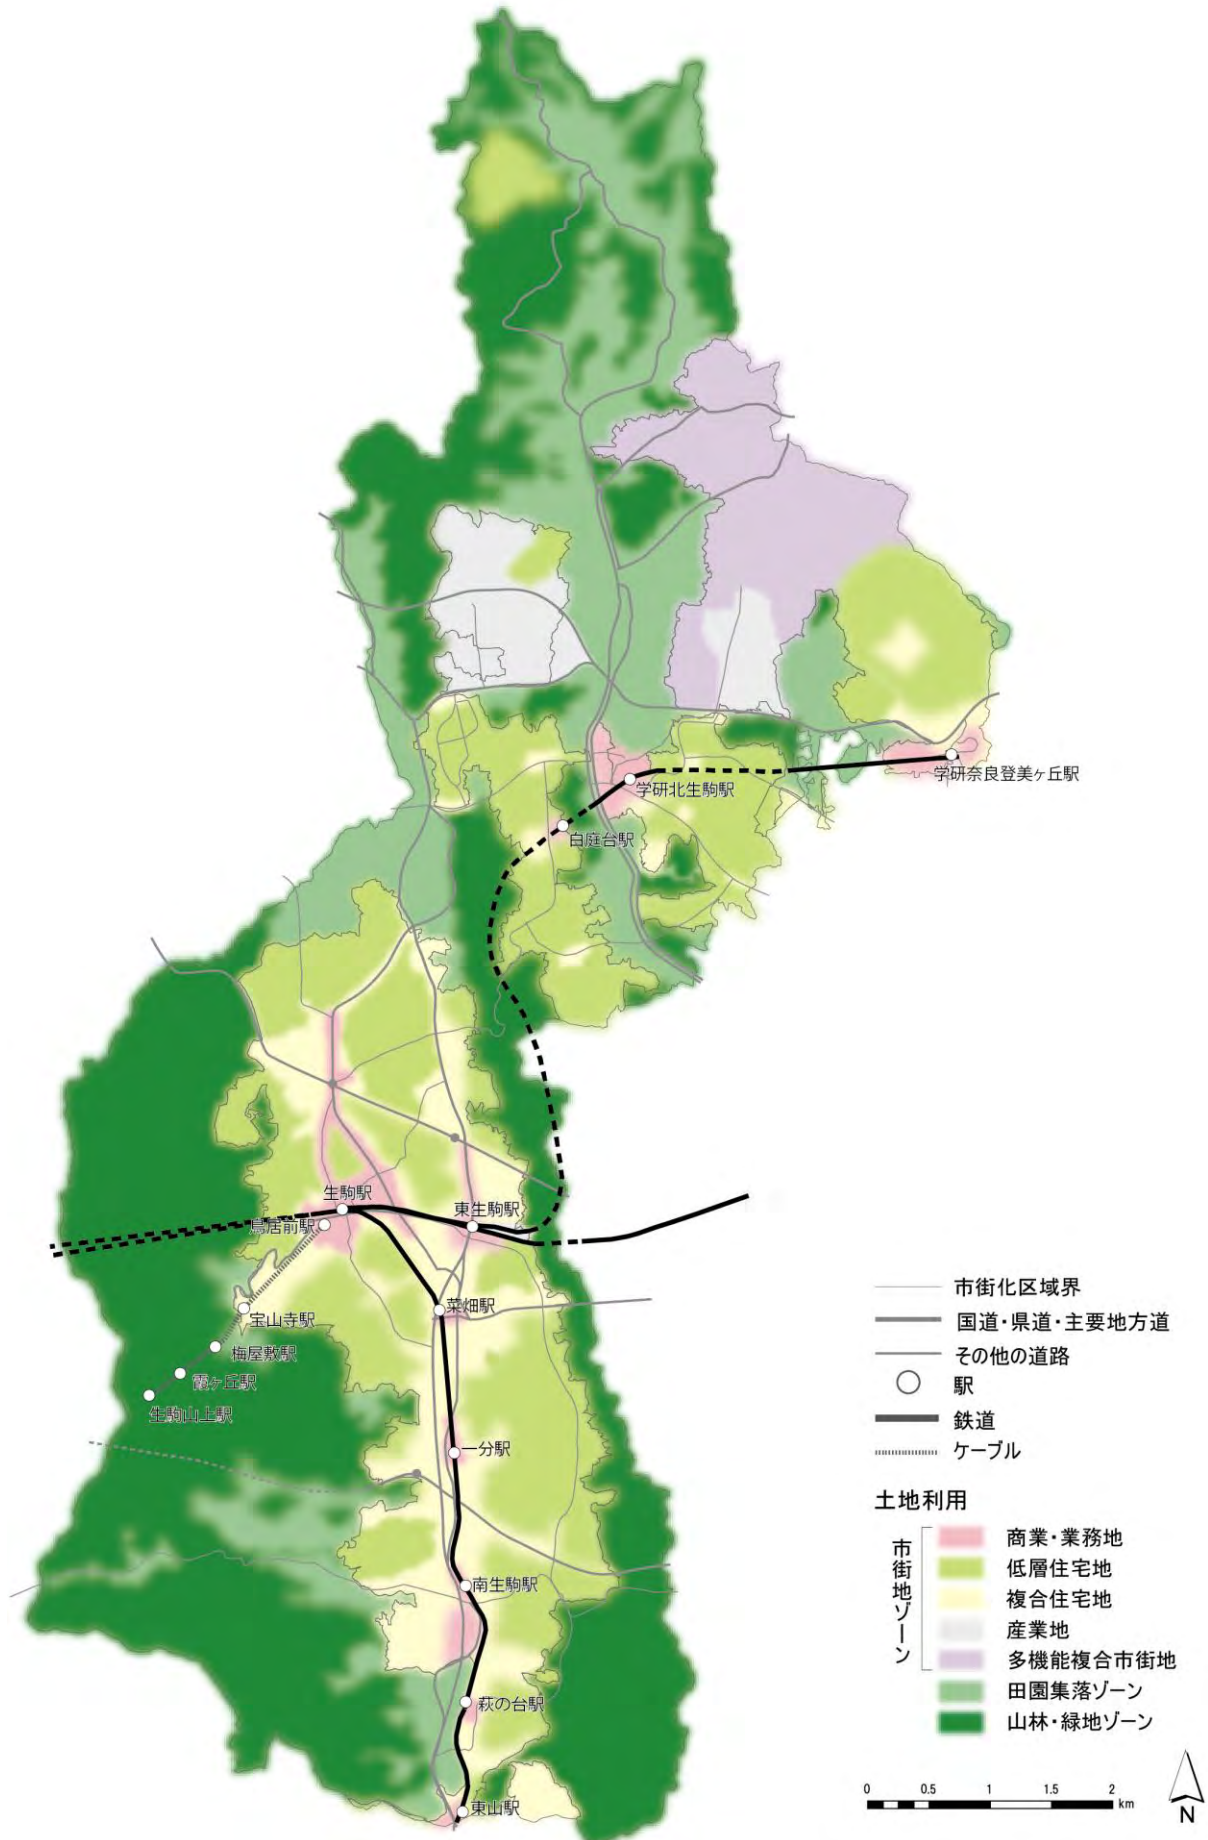 学研奈良登美ヶ丘駅
学研北生駒駅
白庭台駅
生駒駅
東生駒駅
鳥居前駅
菜畑駅
宝山寺駅
梅屋敷駅
霞ヶ丘駅
生駒山上駅
一分駅
南生駒駅
萩の台駅
東山駅
市街化区域界
国道・県道・主要地方道
その他の道路
駅
鉄道
ケーブル
土地利用
市街地ゾーン
商業・業務地
低層住宅地
複合住宅地
産業地
多機能複合市街地
田園集落ゾーン
山林・緑地ゾーン
0 0.5 1 1.5 2
km
N